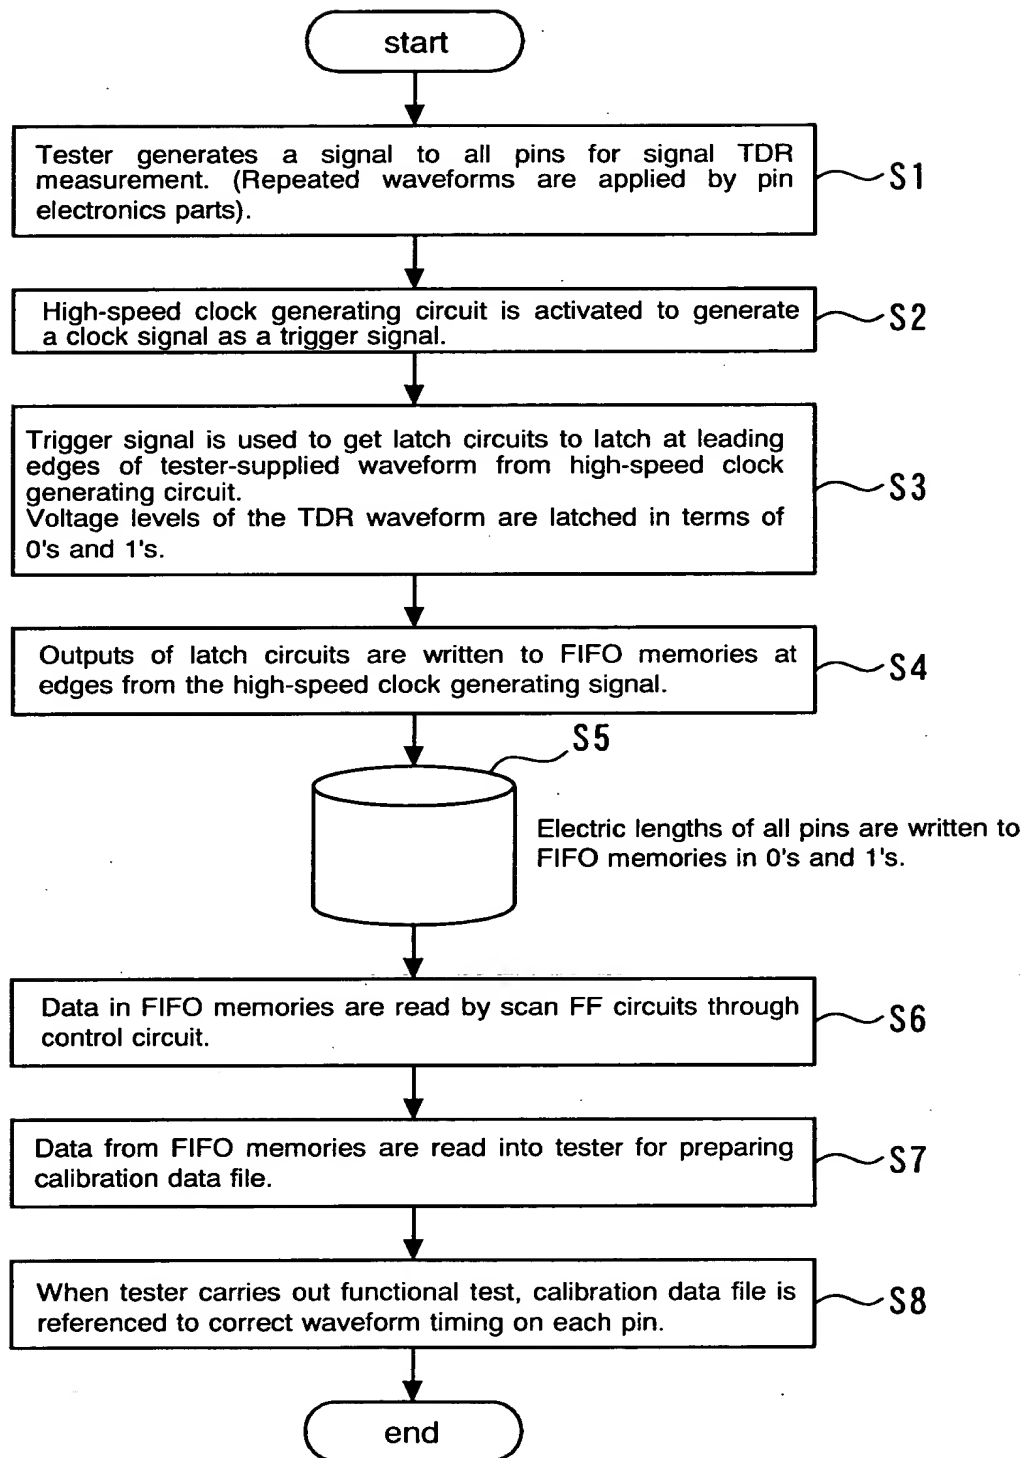 start
Tester generates a signal to all pins for signal TDR
measurement. (Repeated waveforms are applied by pin
electronics parts).
S1
High-speed clock generating circuit is activated to generate
a clock signal as a trigger signal.
S2
Trigger signal is used to get latch circuits to latch at leading
edges of tester-supplied waveform from high-speed clock
generating circuit.
Voltage levels of the TDR waveform are latched in terms of
0's and 1's.
S3
Outputs of latch circuits are written to FIFO memories at
edges from the high-speed clock generating signal.
S4
S5
Electric lengths of all pins are written to
FIFO memories in 0's and 1's.
Data in FIFO memories are read by scan FF circuits through
control circuit.
S6
Data from FIFO memories are read into tester for preparing
calibration data file.
S7
When tester carries out functional test, calibration data file is
referenced to correct waveform timing on each pin.
S8
end